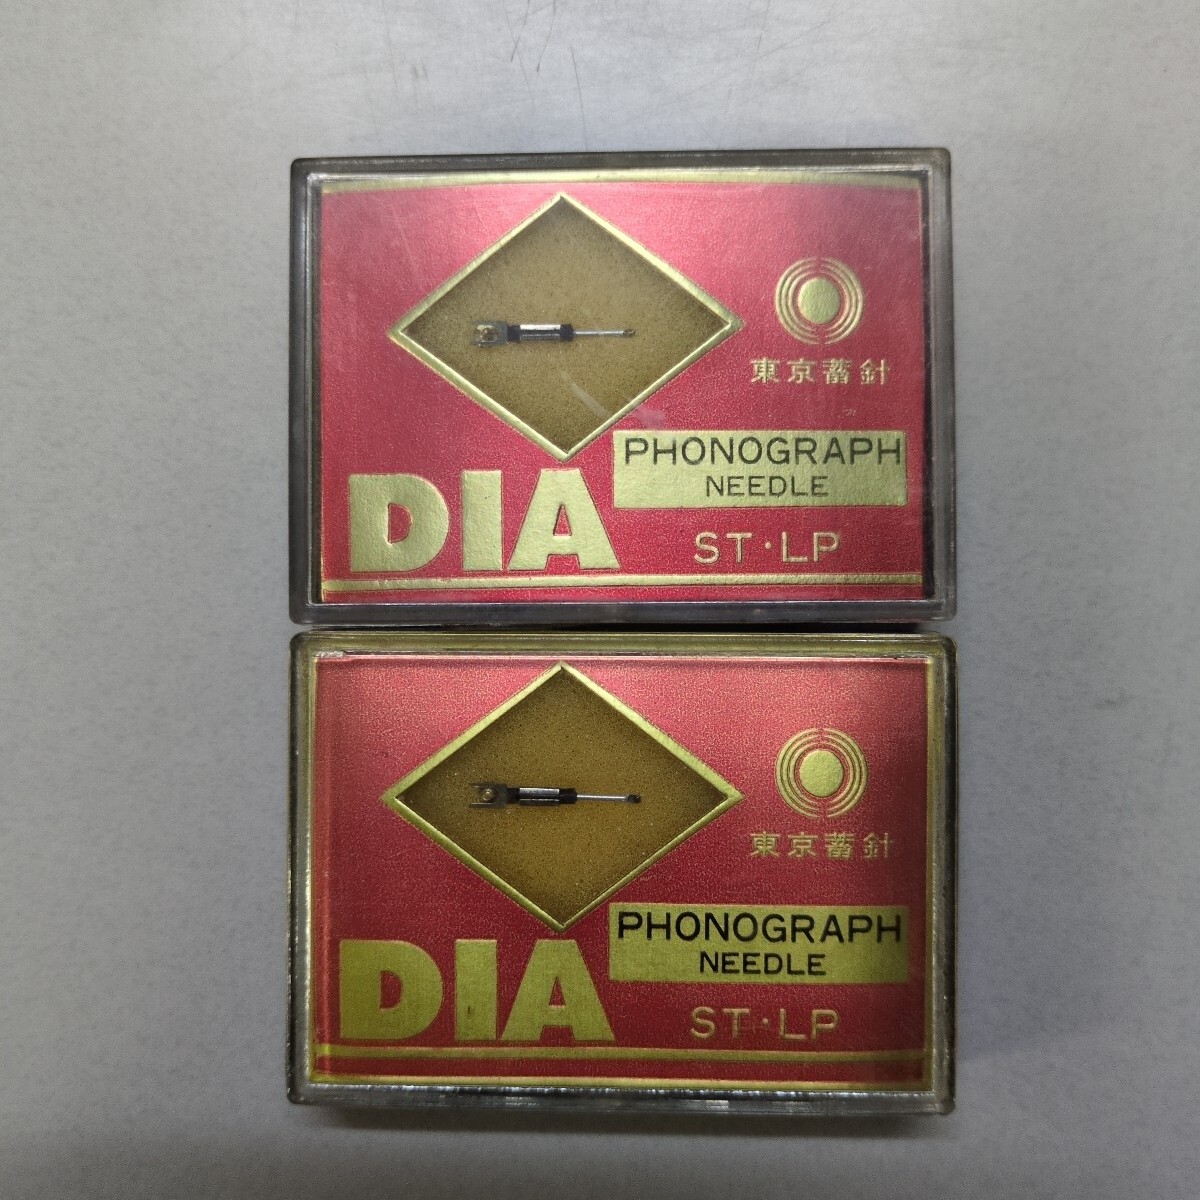 東京蓄針
PHONOGRAPH
NEEDLE
DIA
ST・LP
東京蓄針
PHONOGRAPH
NEEDLE
DIA
ST・LP